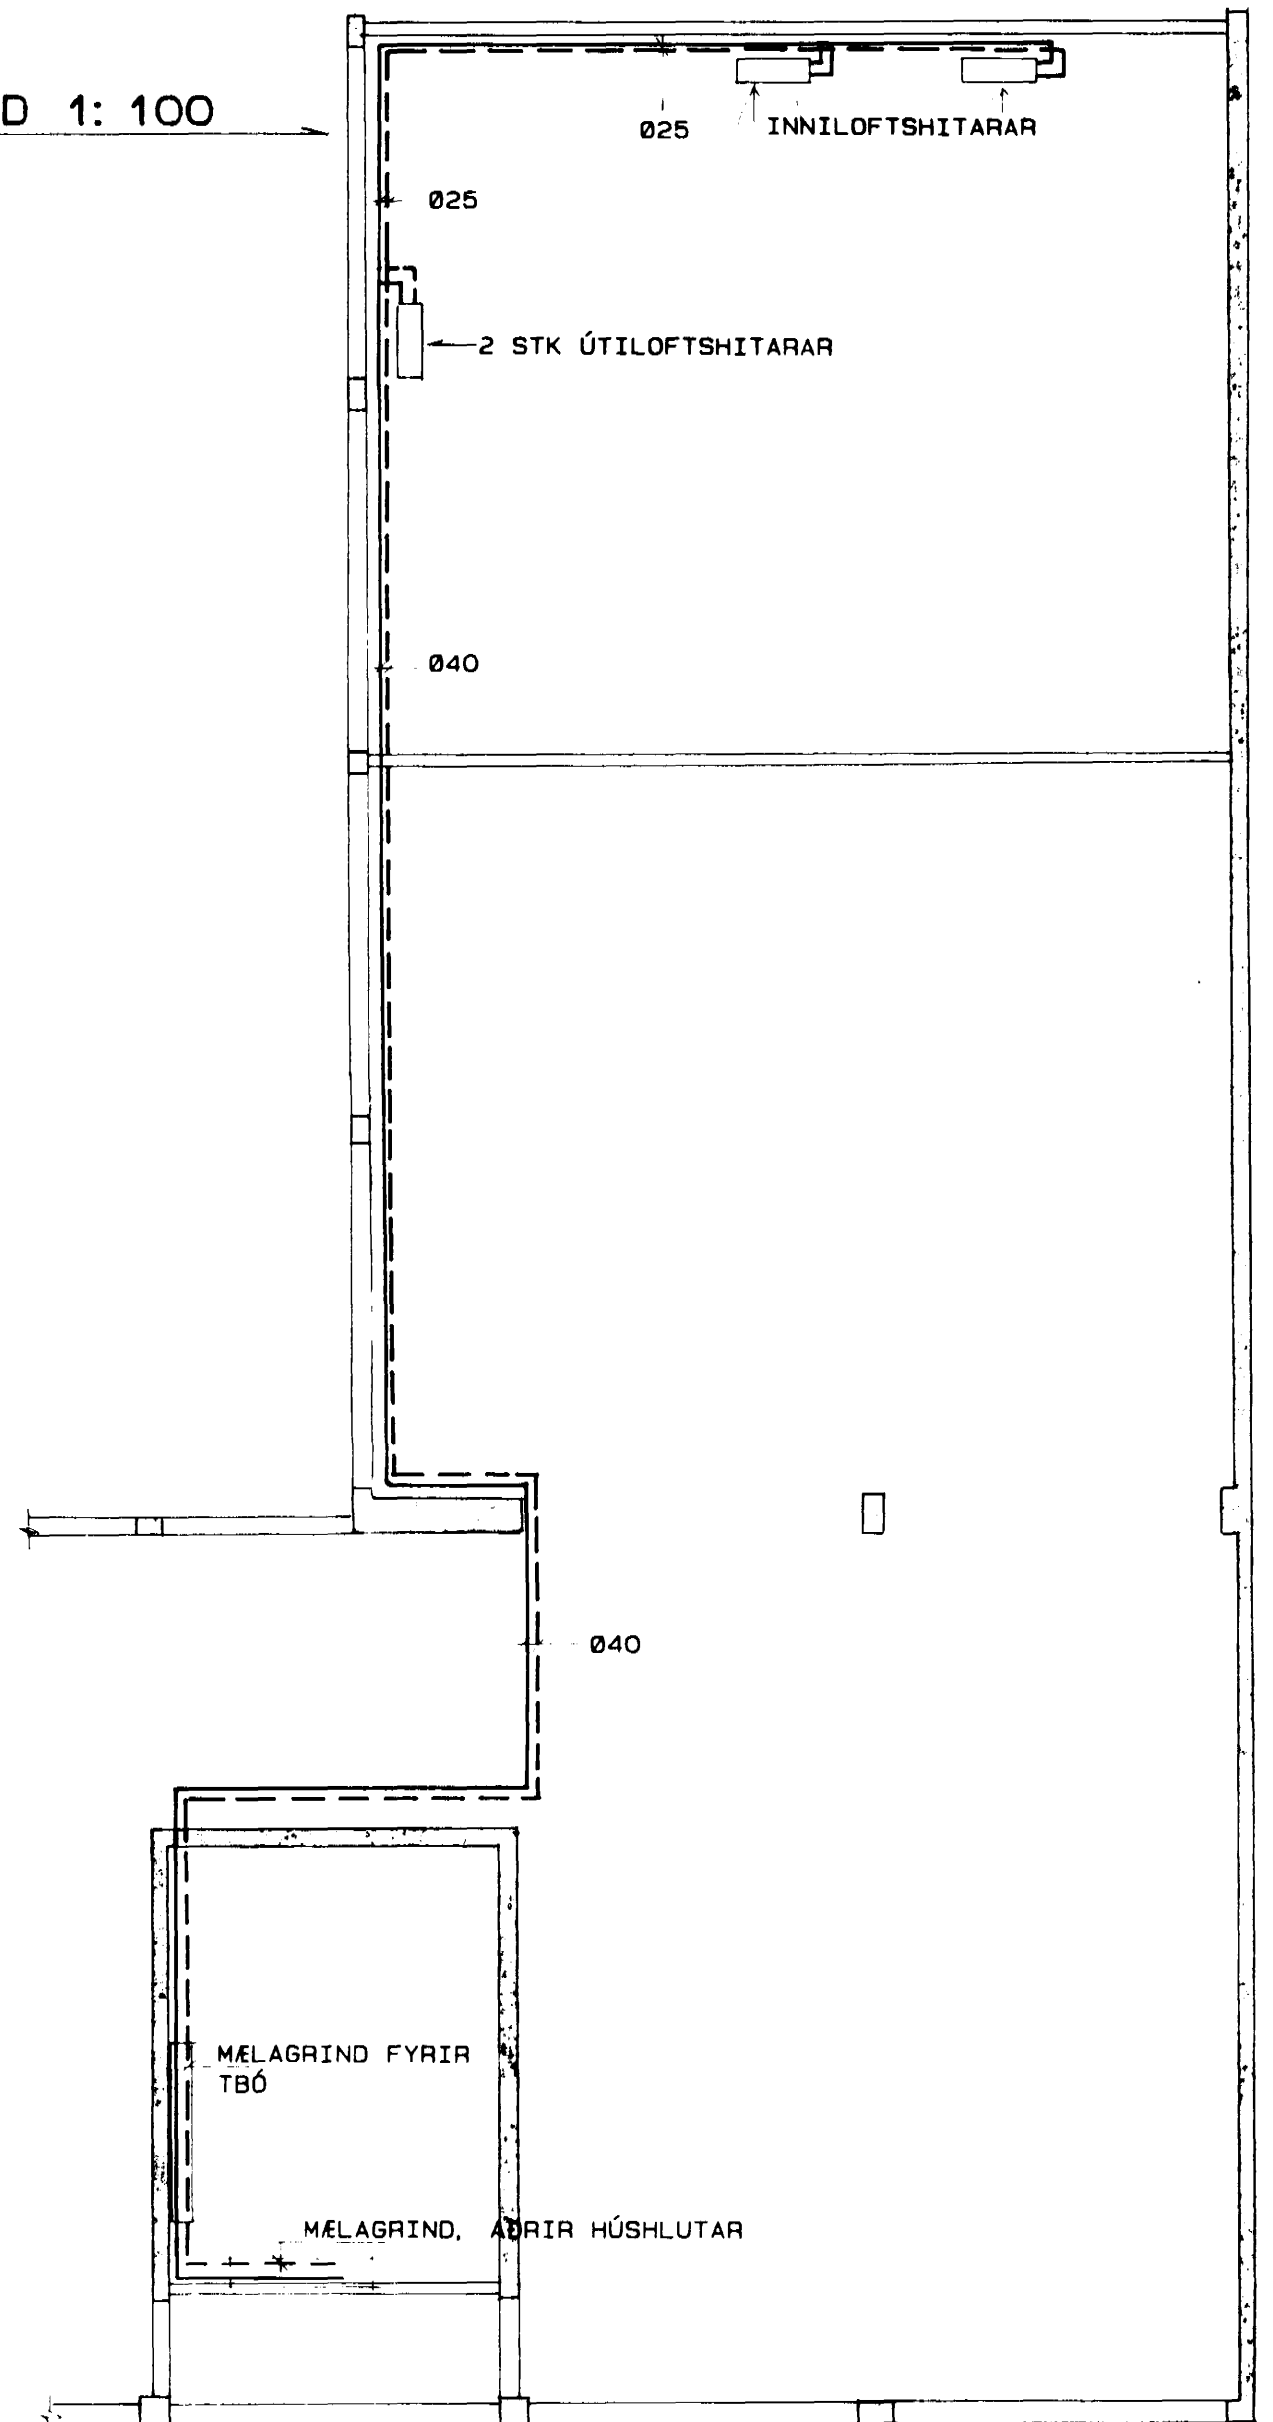 D 1: 100
Ø25
INNILOFTSHITARAR
Ø25
2 STK ÚTILOFTSHITARAR
Ø40
Ø40
MÆLAGRIND FYRIR
TBÓ
MÆLAGRIND, AÐRIR HÚSHLUTAR